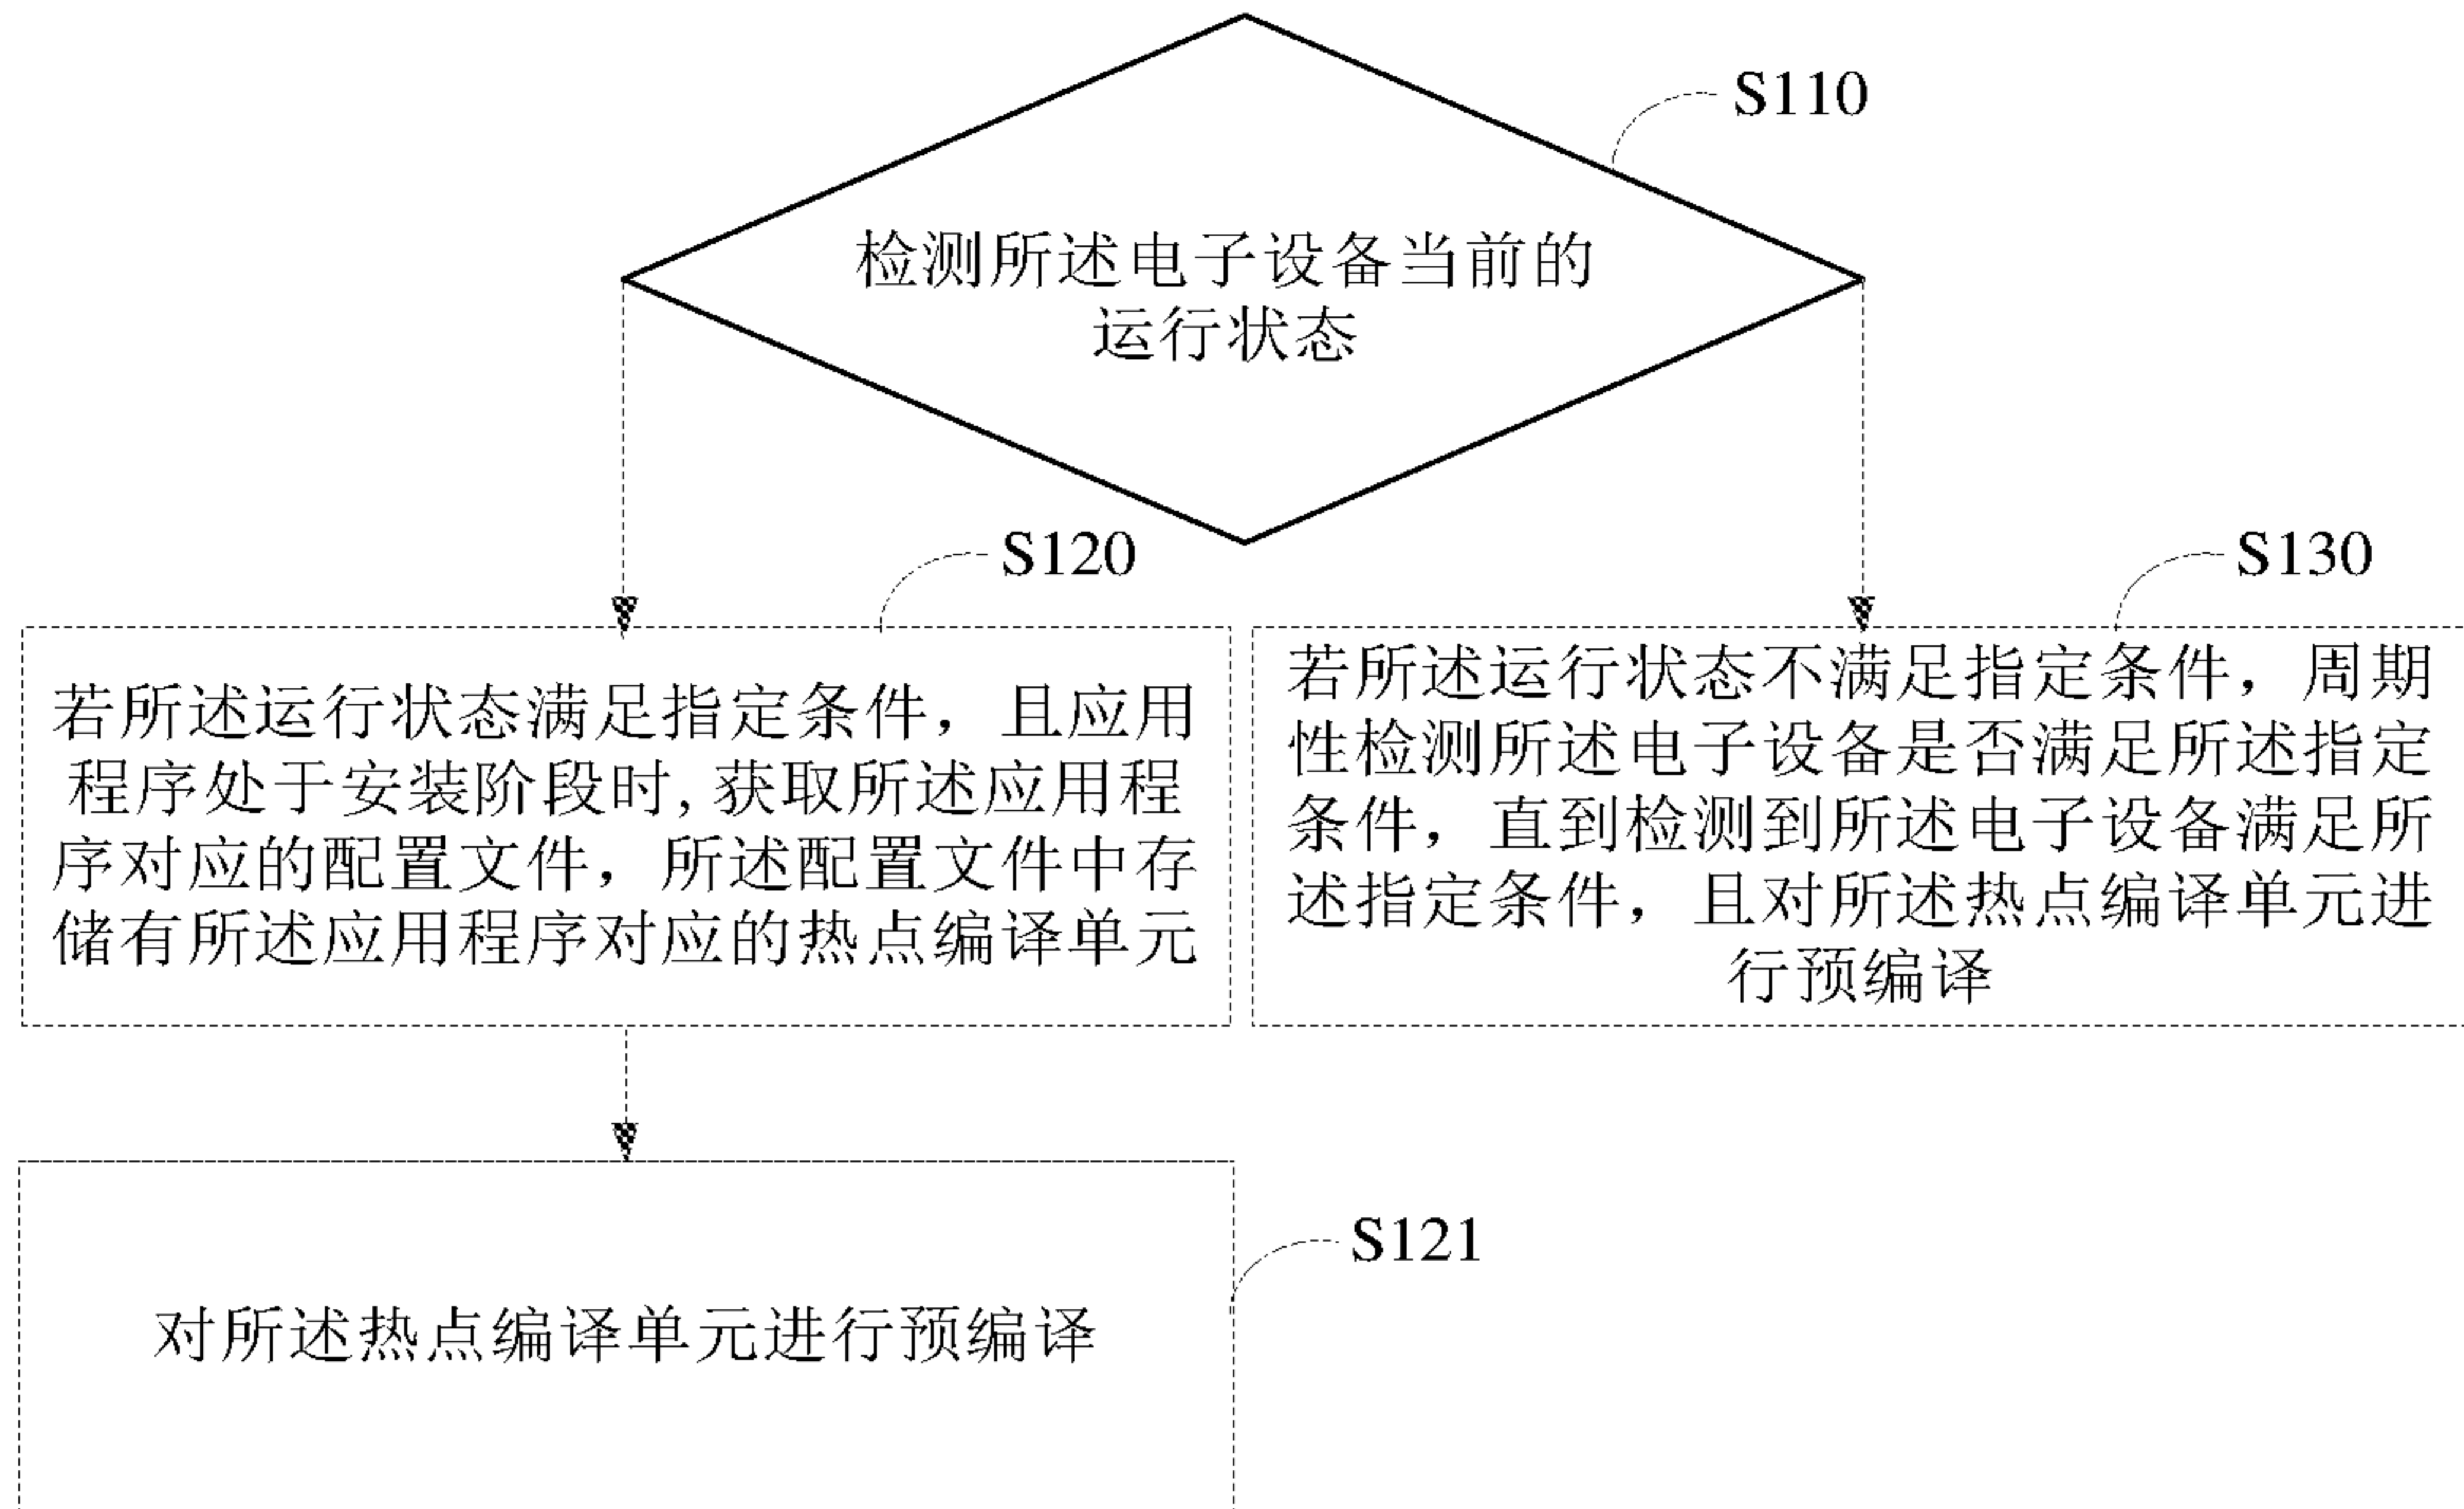 S110
检测所述电子设备当前的
运行状态
S120
若所述运行状态满足指定条件，且应用
程序处于安装阶段时,获取所述应用程
序对应的配置文件，所述配置文件中存
储有所述应用程序对应的热点编译单元
S130
若所述运行状态不满足指定条件，周期
性检测所述电子设备是否满足所述指定
条件，直到检测到所述电子设备满足所
述指定条件，且对所述热点编译单元进
行预编译
S121
对所述热点编译单元进行预编译